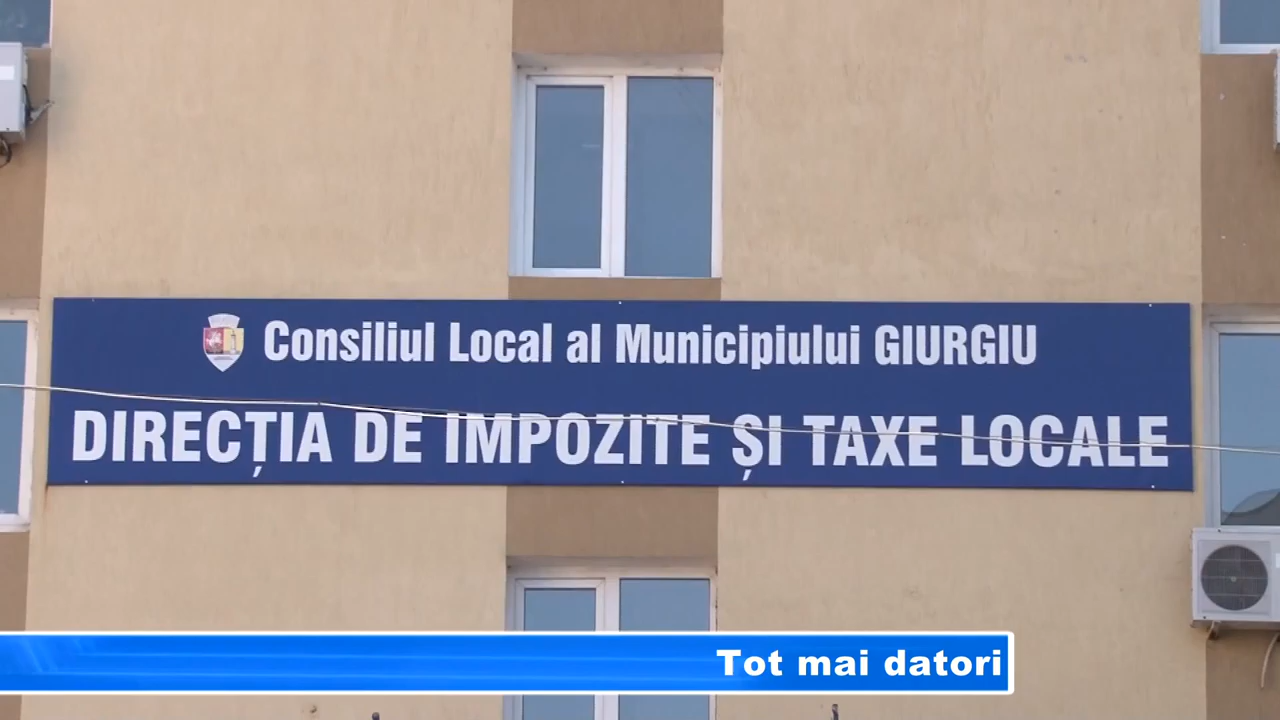 Consiliul Local al Municipiului GIURGIU
DIRECȚIA DE IMPOZITE ȘI TAXE LOCALE
Tot mai datori